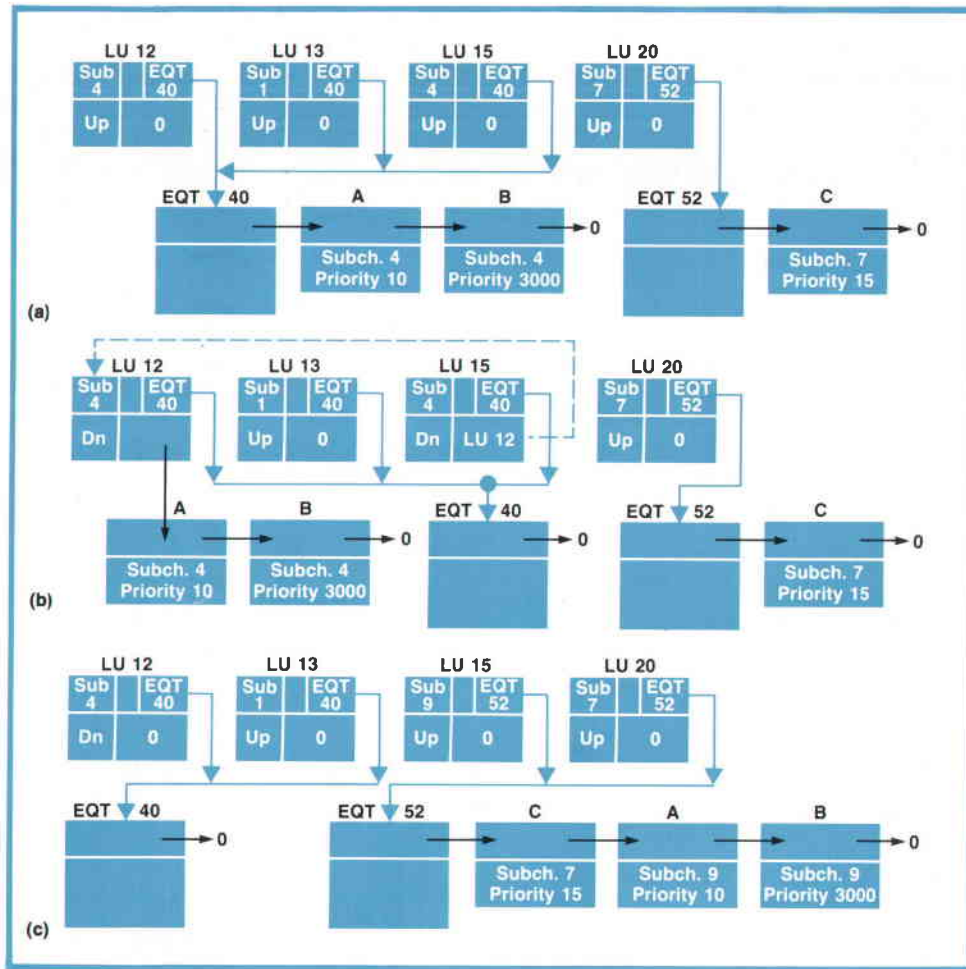 LU 12 LU 13 LU 15 LU 20
Sub EQT Sub EQT Sub EQT Sub EQT
4 40 1 40 4 40 7 52
Up 0 Up 0 Up 0 Up 0
EQT 40 A B 0 EQT 52 C 0
Subch. 4 Subch. 4 Subch. 7
Priority 10 Priority 3000 Priority 15
(a)
LU 12 LU 13 LU 15 LU 20
Sub EQT Sub EQT Sub EQT Sub EQT
4 40 1 40 4 40 7 52
Dn Up 0 Dn LU 12 Up 0
A B 0 EQT 40 0 EQT 52 C 0
Subch. 4 Subch. 4 Subch. 7
Priority 10 Priority 3000 Priority 15
(b)
LU 12 LU 13 LU 15 LU 20
Sub EQT Sub EQT Sub EQT Sub EQT
4 40 1 40 9 52 7 52
Dn 0 Up 0 Up 0 Up 0
EQT 40 0 EQT 52 C A B 0
Subch. 7 Subch. 9 Subch. 9
Priority 15 Priority 10 Priority 3000
(c)